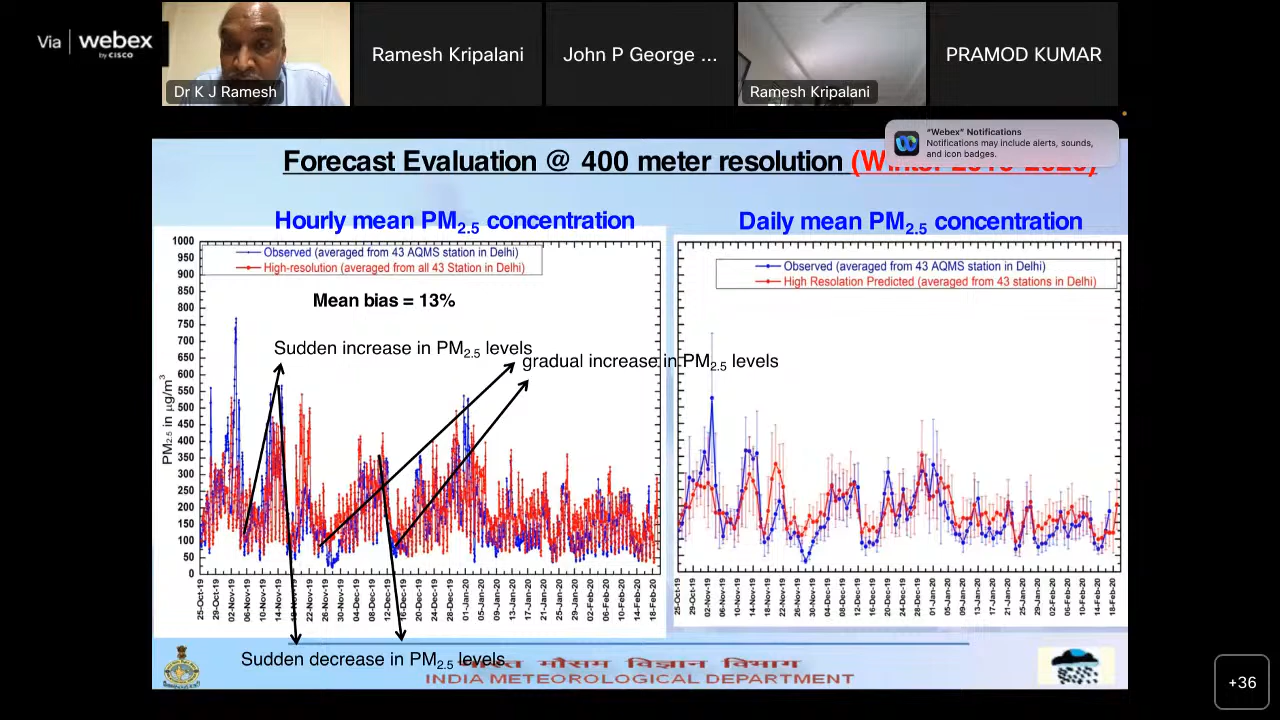 Via webex
by CISCO
Dr K J Ramesh
Ramesh Kripalani
John P George ...
Ramesh Kripalani
PRAMOD KUMAR
"Webex" Notifications
Notifications may include alerts, sounds,
and icon badges.
Forecast Evaluation @ 400 meter resolution
Hourly mean PM2.5 concentration
Daily mean PM2.5 concentration
1000
950
900
850
800
750
700
650
600
550
500
450
400
350
300
250
200
150
100
50
0
PM2.5 in µg/m3
Observed (averaged from 43 AQMS station in Delhi)
High-resolution (averaged from all 43 Station in Delhi)
Mean bias = 13%
Sudden increase in PM2.5 levels
gradual increase in PM2.5 levels
Observed (averaged from 43 AQMS station in Delhi)
High Resolation Predicted (averaged from 43 stations in Delhi)
25-Oct-19
29-Oct-19
02-Nov-19
06-Nov-19
10-Nov-19
14-Nov-19
22-Nov-19
26-Nov-19
30-Nov-19
04-Dec-19
08-Dec-19
12-Dec-19
16-Dec-19
20-Dec-19
24-Dec-19
28-Dec-19
01-Jan-20
05-Jan-20
09-Jan-20
13-Jan-20
17-Jan-20
21-Jan-20
25-Jan-20
29-Jan-20
02-Feb-20
06-Feb-20
10-Feb-20
14-Feb-20
18-Feb-20
25-Oct-19
29-Oct-19
02-Nov-19
06-Nov-19
10-Nov-19
14-Nov-19
18-Nov-19
22-Nov-19
26-Nov-19
30-Nov-19
04-Dec-19
08-Dec-19
12-Dec-19
16-Dec-19
20-Dec-19
24-Dec-19
28-Dec-19
01-Jan-20
05-Jan-20
09-Jan-20
13-Jan-20
17-Jan-20
21-Jan-20
25-Jan-20
29-Jan-20
02-Feb-20
06-Feb-20
10-Feb-20
14-Feb-20
18-Feb-20
Sudden decrease in PM2.5 levels
भारत मौसम विज्ञान विभाग
INDIA METEOROLOGICAL DEPARTMENT
+36